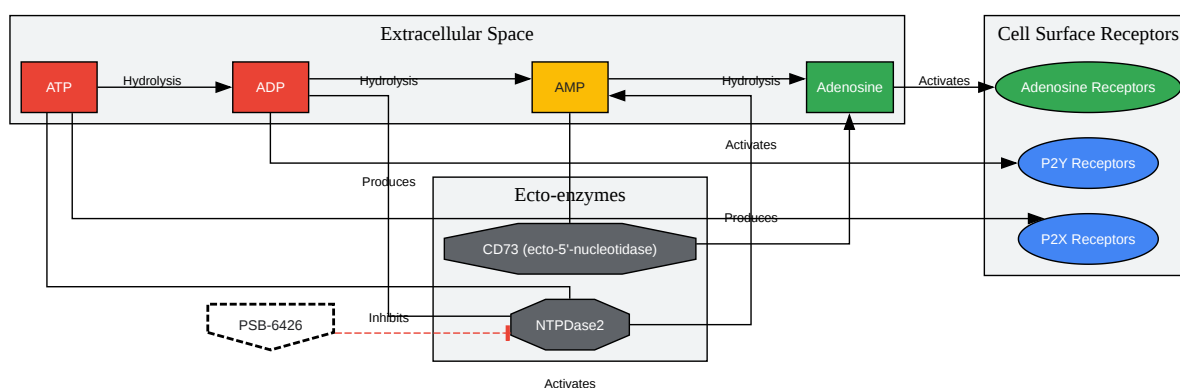 Extracellular Space
Cell Surface Receptors
ATP
Hydrolysis
ADP
Hydrolysis
AMP
Hydrolysis
Adenosine
Activates
Adenosine Receptors
Activates
P2Y Receptors
Produces
Ecto-enzymes
Produces
P2X Receptors
CD73 (ecto-5'-nucleotidase)
PSB-6426
Inhibits
NTPDase2
Activates